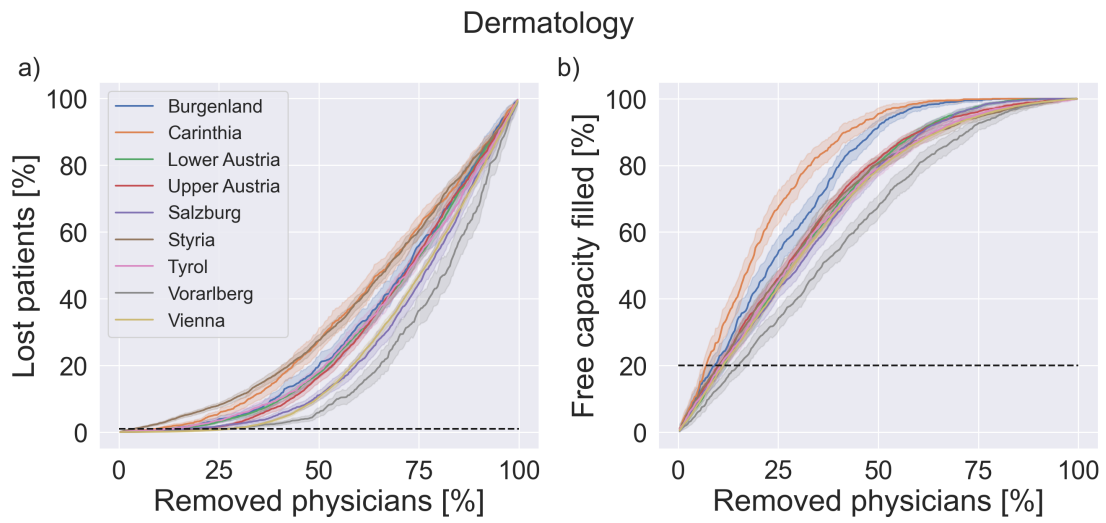 Dermatology
a)
Lost patients [%]
100
80
60
40
20
0
Burgenland
Carinthia
Lower Austria
Upper Austria
Salzburg
Styria
Tyrol
Vorarlberg
Vienna
0 25 50 75 100
Removed physicians [%]
b)
Free capacity filled [%]
100
80
60
40
20
0
0 25 50 75 100
Removed physicians [%]